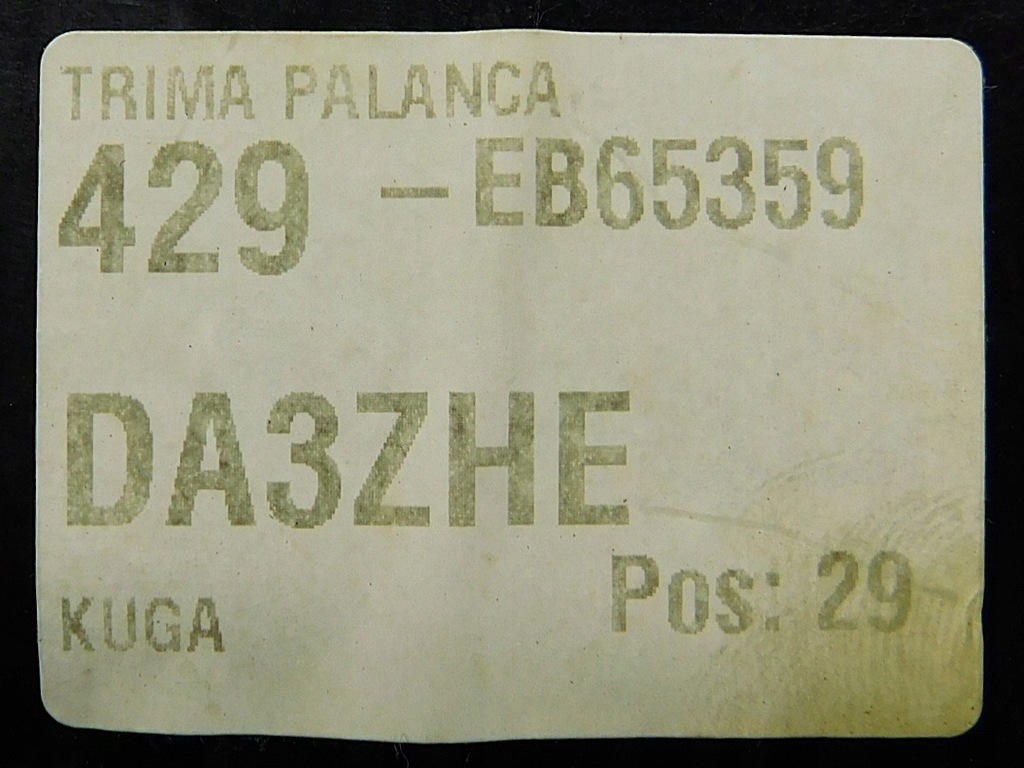 TRIMA PALANCA
429 - EB65359
DA3ZHE
Pos: 29
KUGA